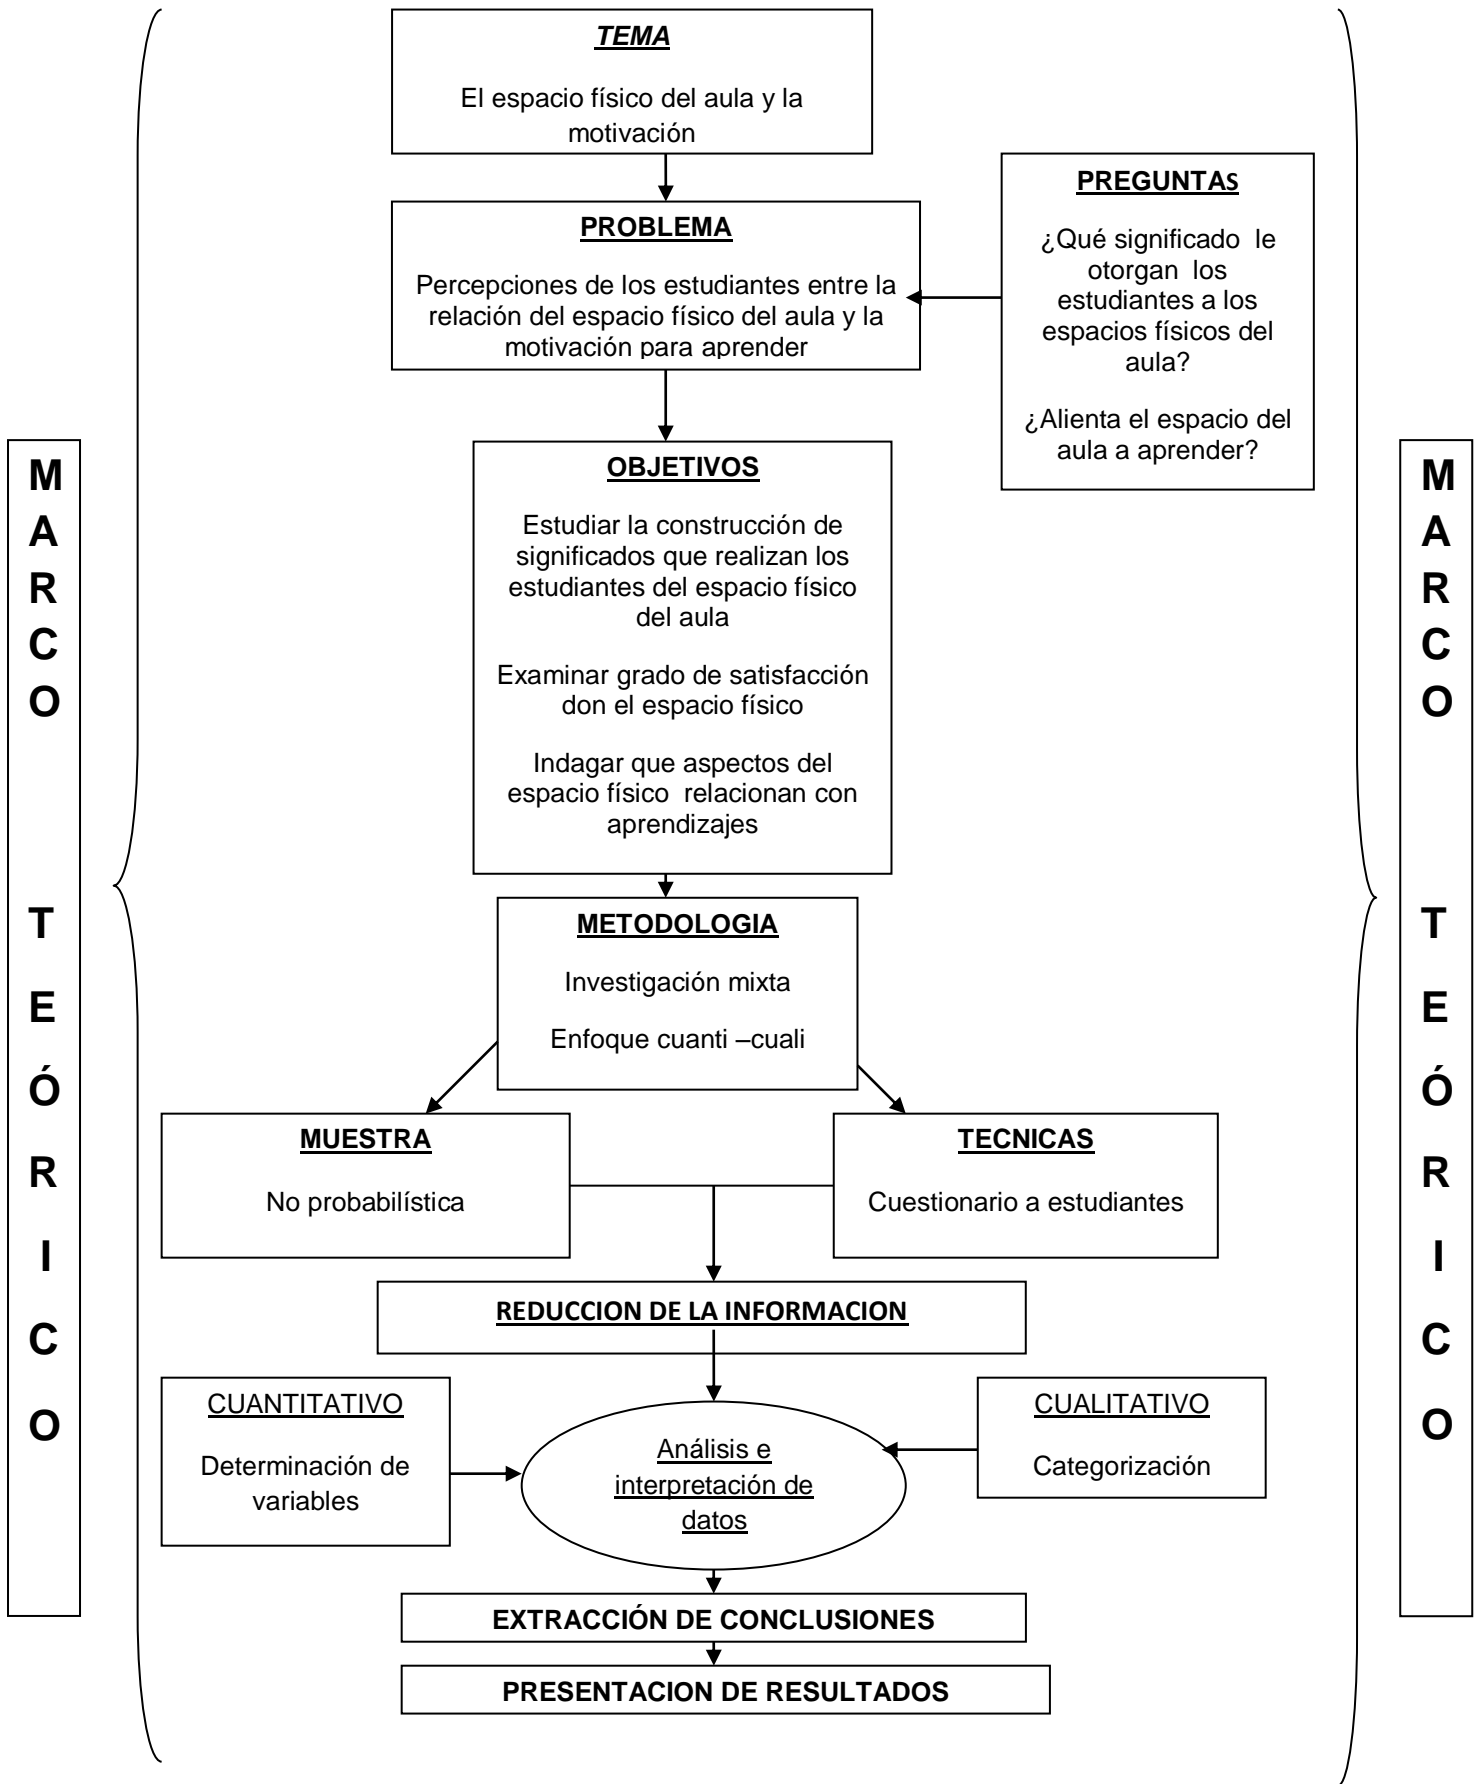 TEMA
El espacio físico del aula y la
motivación
PREGUNTAS
¿Qué significado le
otorgan los
estudiantes a los
espacios físicos del
aula?
¿Alienta el espacio del
aula a aprender?
PROBLEMA
Percepciones de los estudiantes entre la
relación del espacio físico del aula y la
motivación para aprender
OBJETIVOS
Estudiar la construcción de
significados que realizan los
estudiantes del espacio físico
del aula
Examinar grado de satisfacción
don el espacio físico
Indagar que aspectos del
espacio físico relacionan con
aprendizajes
METODOLOGIA
Investigación mixta
Enfoque cuanti –cuali
MUESTRA
No probabilística
TECNICAS
Cuestionario a estudiantes
REDUCCION DE LA INFORMACION
CUANTITATIVO
Determinación de
variables
Análisis e
interpretación de
datos
CUALITATIVO
Categorización
EXTRACCIÓN DE CONCLUSIONES
PRESENTACION DE RESULTADOS
M
A
R
C
O
T
E
Ó
R
I
C
O
M
A
R
C
O
T
E
Ó
R
I
C
O